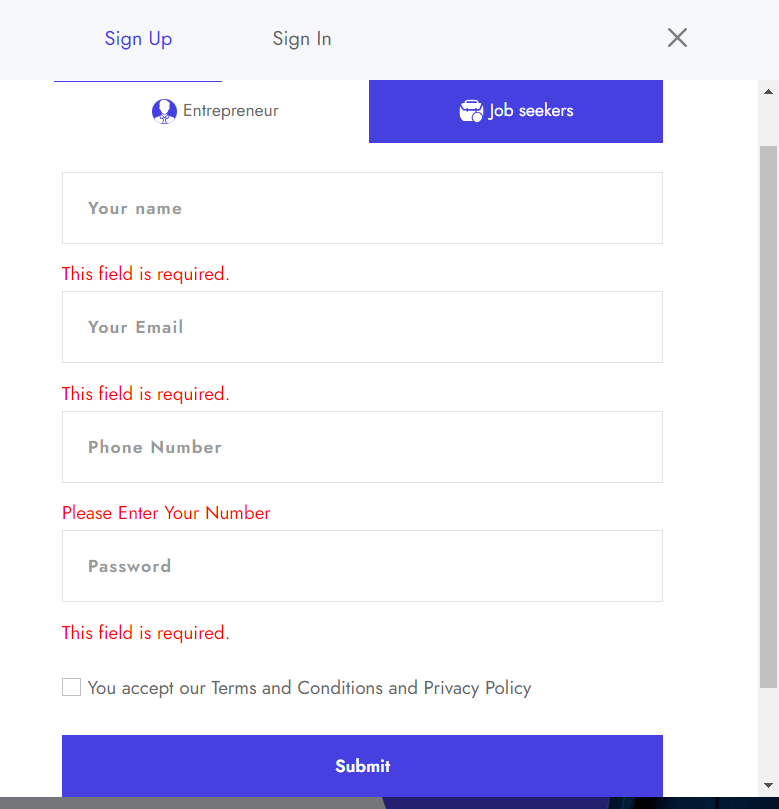 Sign Up Sign In
Entrepreneur Job seekers
Your name
This field is required.
Your Email
This field is required.
Phone Number
Please Enter Your Number
Password
This field is required.
You accept our Terms and Conditions and Privacy Policy
Submit